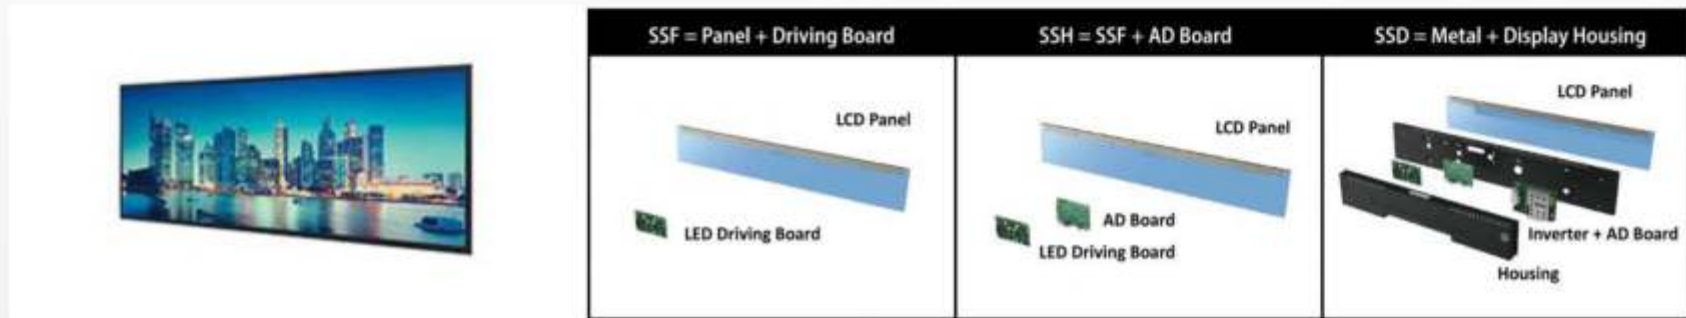 SSF = Panel + Driving Board
LCD Panel
LED Driving Board
SSH = SSF + AD Board
LCD Panel
AD Board
LED Driving Board
SSD = Metal + Display Housing
LCD Panel
Inverter + AD Board
Housing